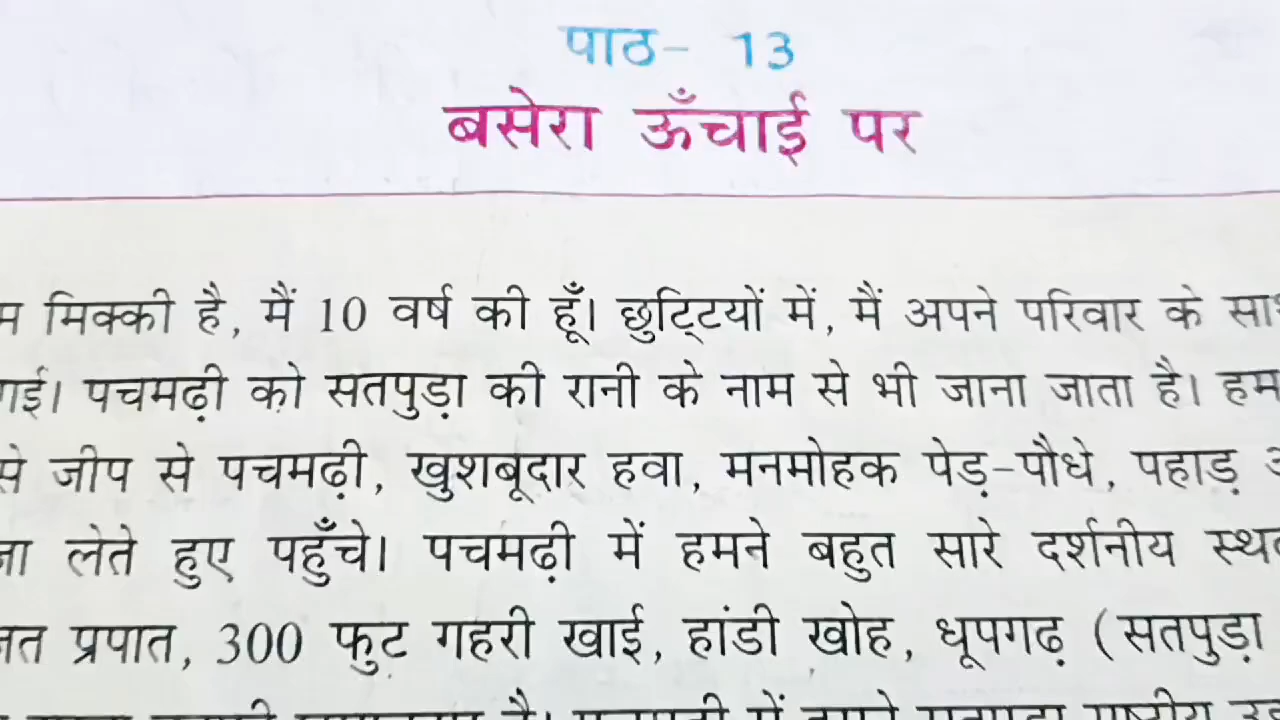 पाठ- 13
बसेरा ऊँचाई पर
मिक्की है, मैं 10 वर्ष की हूँ। छुट्टियों में, मैं अपने परिवार के
गई। पचमढ़ी को सतपुड़ा की रानी के नाम से भी जाना जाता है। हम
से जीप से पचमढ़ी, खुशबूदार हवा, मनमोहक पेड़-पौधे, पहाड़
लेते हुए पहुँचे। पचमढ़ी में हमने बहुत सारे दर्शनीय
प्रपात, 300 फुट गहरी खाई, हांडी खोह, धूपगढ़ (सतपुड़ा